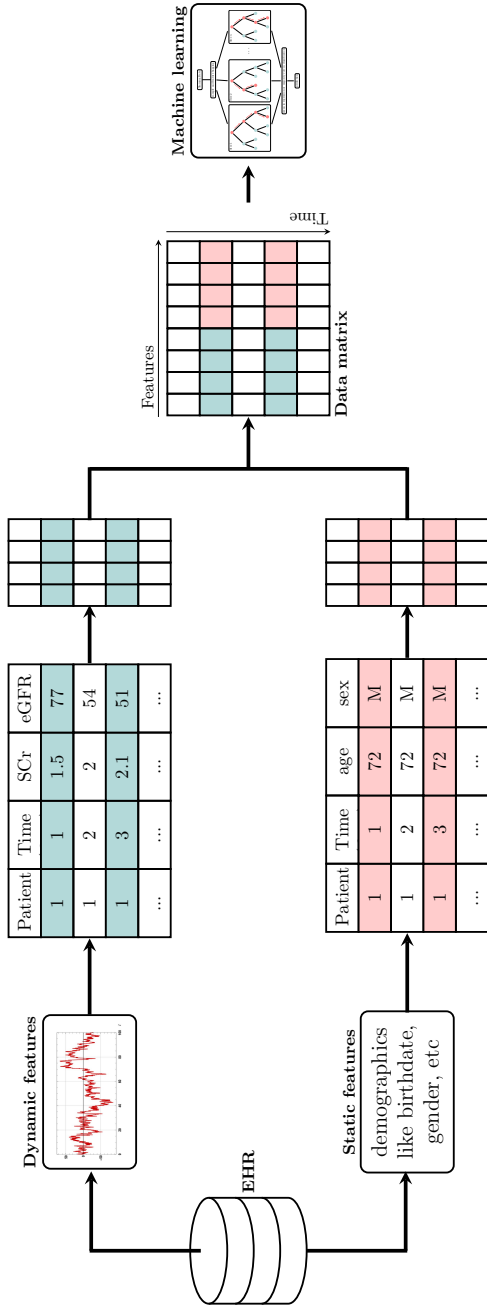 EHR
Dynamic features
Patient Time SCr eGFR
1 1 1.5 77
1 2 2 54
1 3 2.1 51
... ... ... ...
Static features
demographics
like birthdate,
gender, etc
Patient Time age sex
1 1 72 M
1 2 72 M
1 3 72 M
... ... ... ...
Features
Time
Data matrix
Machine learning